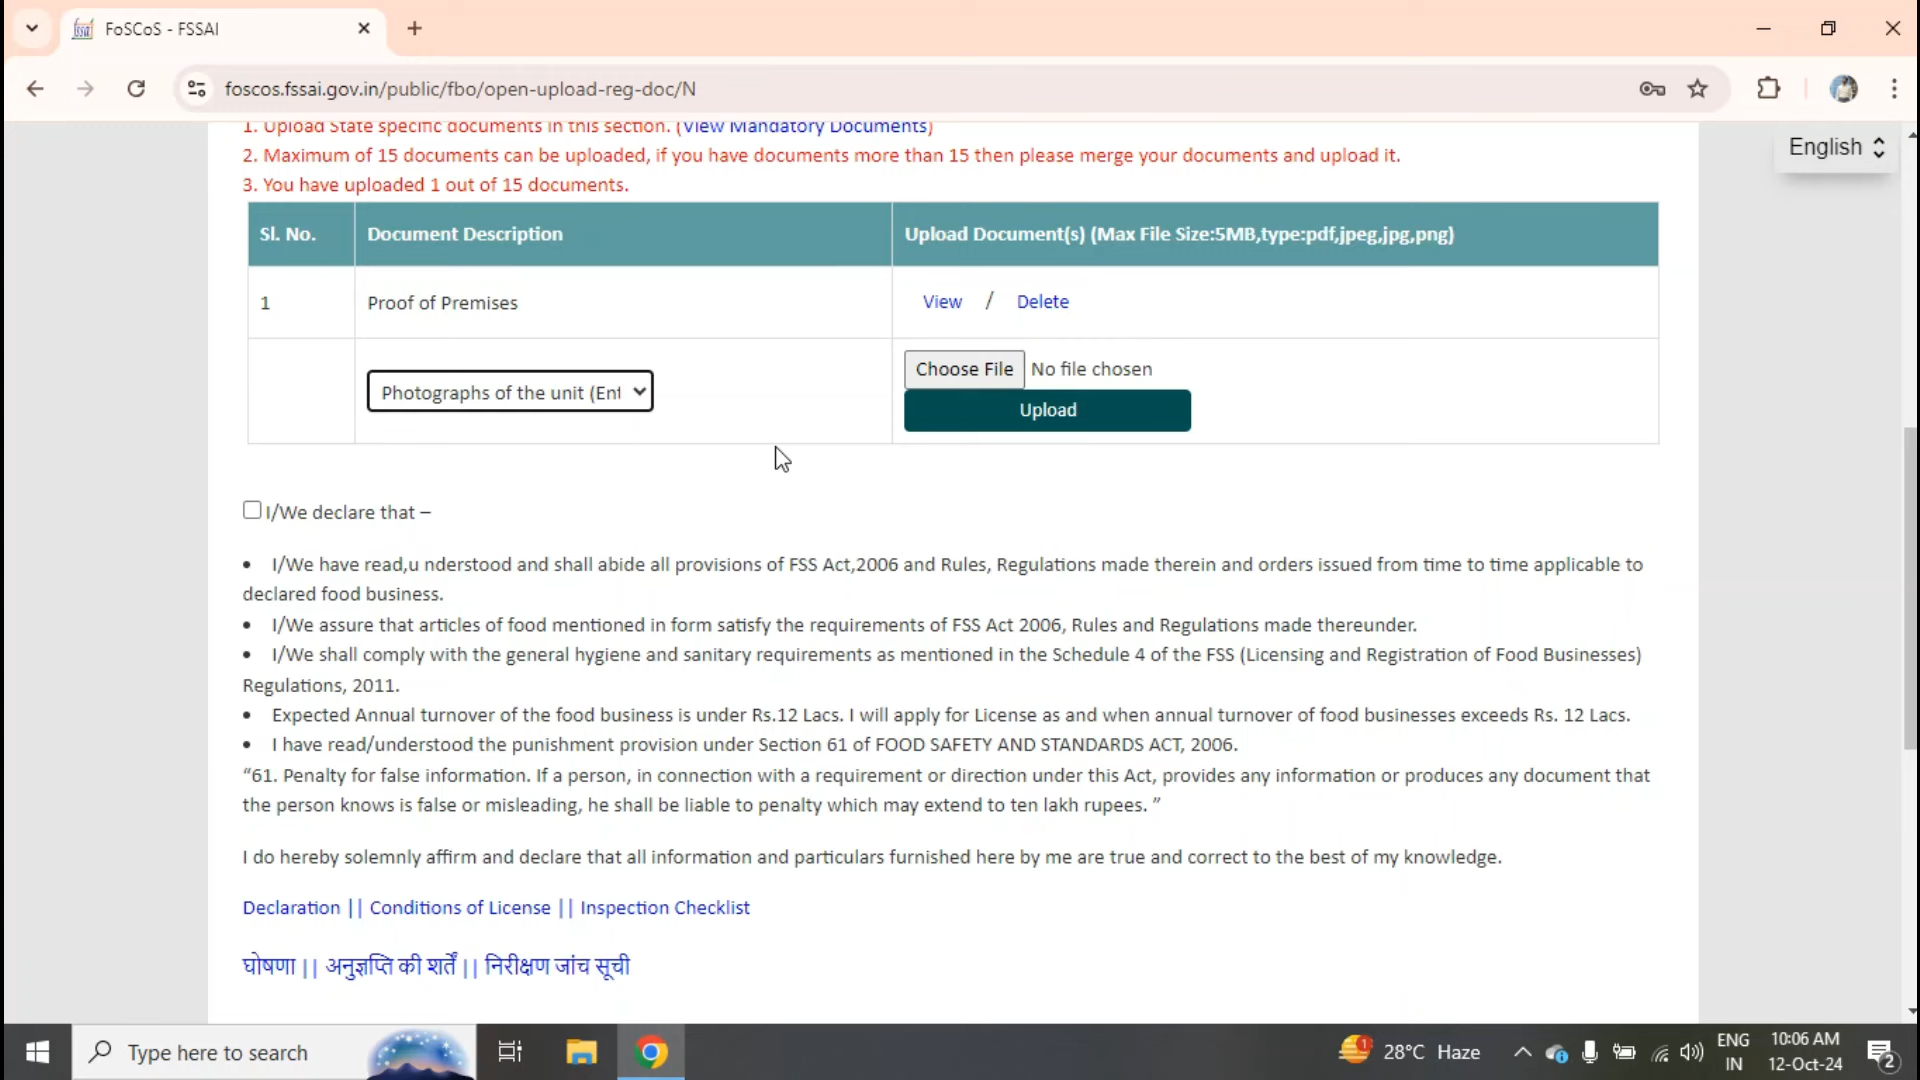 FoSCoS - FSSAI
foscos.fssai.gov.in/public/fbo/open-upload-reg-doc/N
English
1. Upload State specific documents in this section. (View Mandatory Documents)
2. Maximum of 15 documents can be uploaded, if you have documents more than 15 then please merge your documents and upload it.
3. You have uploaded 1 out of 15 documents.
Sl. No. Document Description Upload Document(s) (Max File Size:5MB,type:pdf,jpeg,jpg,png)
1 Proof of Premises View / Delete
Photographs of the unit (Ent Choose File No file chosen
Upload
I/We declare that –
• I/We have read,u nderstood and shall abide all provisions of FSS Act,2006 and Rules, Regulations made therein and orders issued from time to time applicable to
declared food business.
• I/We assure that articles of food mentioned in form satisfy the requirements of FSS Act 2006, Rules and Regulations made thereunder.
• I/We shall comply with the general hygiene and sanitary requirements as mentioned in the Schedule 4 of the FSS (Licensing and Registration of Food Businesses)
Regulations, 2011.
• Expected Annual turnover of the food business is under Rs.12 Lacs. I will apply for License as and when annual turnover of food businesses exceeds Rs. 12 Lacs.
• I have read/understood the punishment provision under Section 61 of FOOD SAFETY AND STANDARDS ACT, 2006.
“61. Penalty for false information. If a person, in connection with a requirement or direction under this Act, provides any information or produces any document that
the person knows is false or misleading, he shall be liable to penalty which may extend to ten lakh rupees. ”
I do hereby solemnly affirm and declare that all information and particulars furnished here by me are true and correct to the best of my knowledge.
Declaration || Conditions of License || Inspection Checklist
घोषणा || अनुज्ञप्ति की शर्तें || निरीक्षण जांच सूची
Type here to search
1 28°C Haze
ENG
IN
10:06 AM
12-Oct-24
2